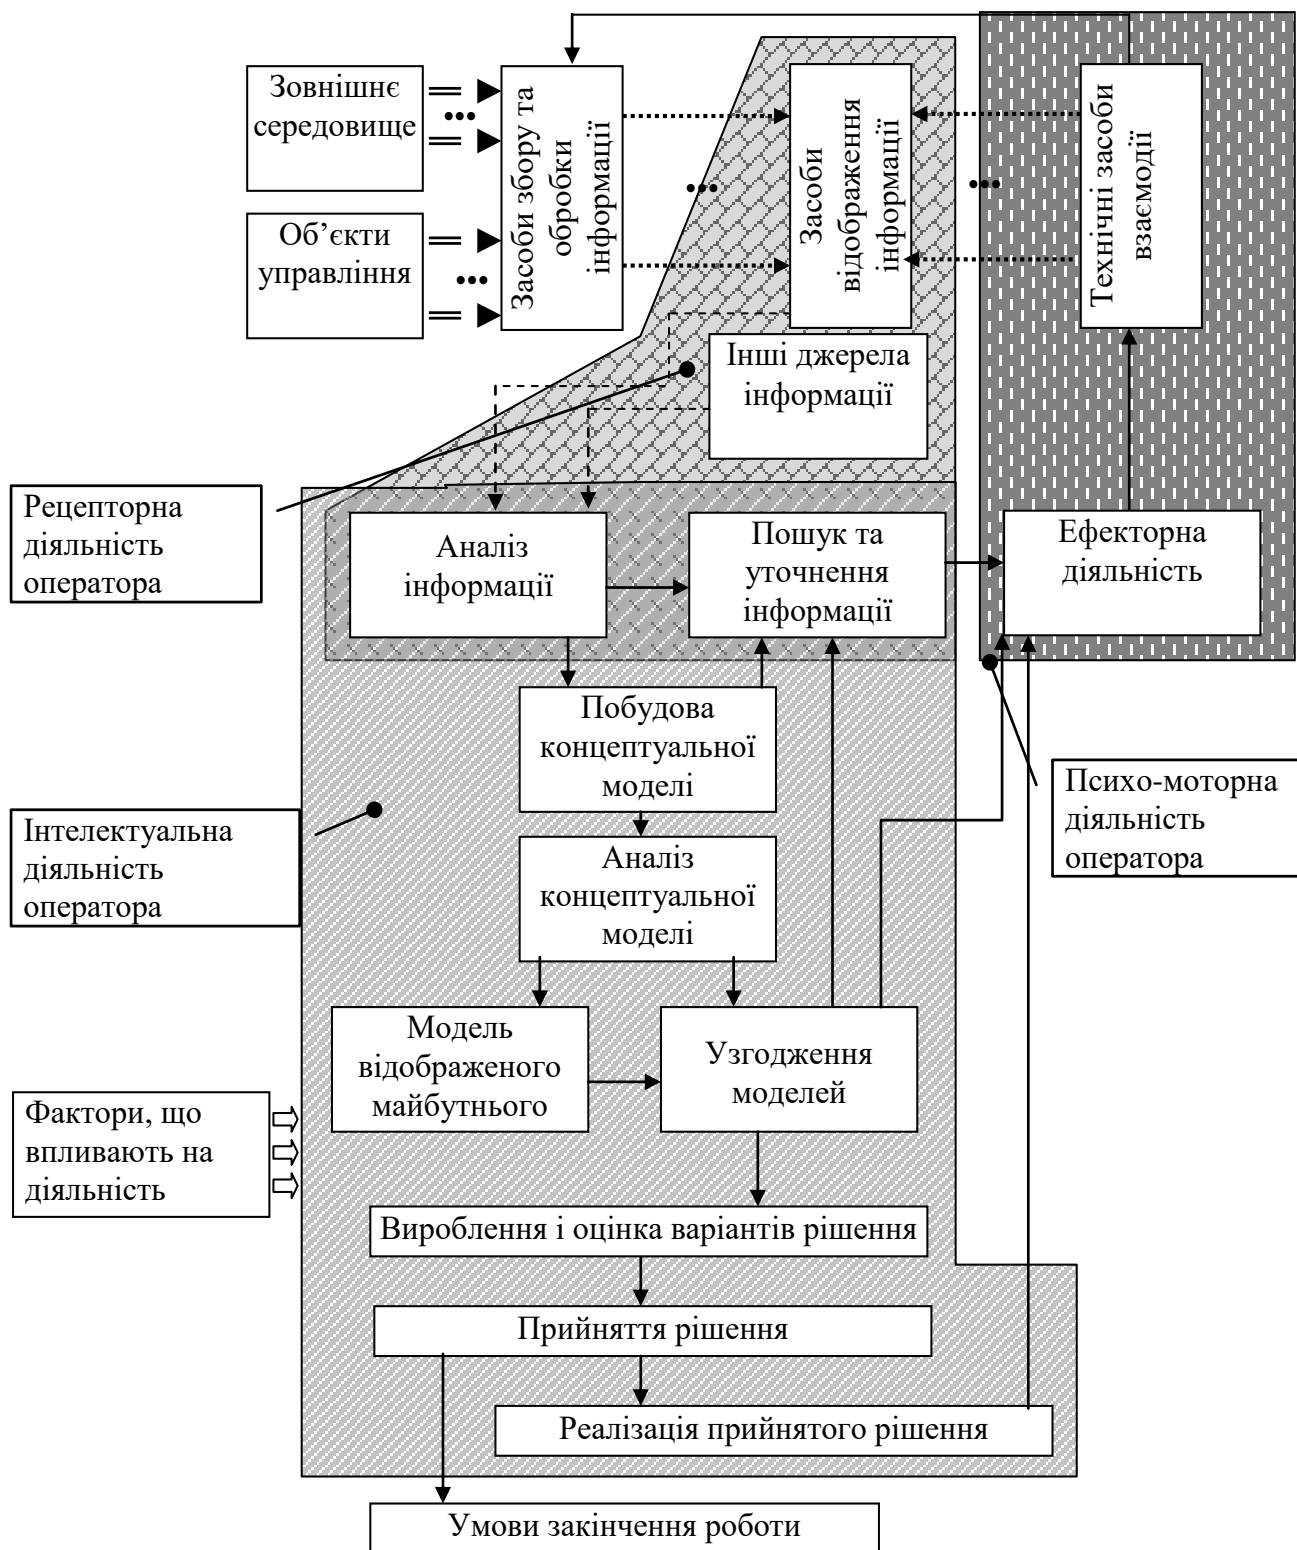 Зовнішнє
середовище
Об’єкти
управління
Засоби збору та
обробки
інформації
Засоби
відображення
інформації
Технічні засоби
взаємодії
Інші джерела
інформації
Рецепторна
діяльність
оператора
Аналіз
інформації
Пошук та
уточнення
інформації
Ефекторна
діяльність
Побудова
концептуальної
моделі
Психо-моторна
діяльність
оператора
Інтелектуальна
діяльність
оператора
Аналіз
концептуальної
моделі
Модель
відображеного
майбутнього
Узгодження
моделей
Фактори, що
впливають на
діяльність
Вироблення і оцінка варіантів рішення
Прийняття рішення
Реалізація прийнятого рішення
Умови закінчення роботи